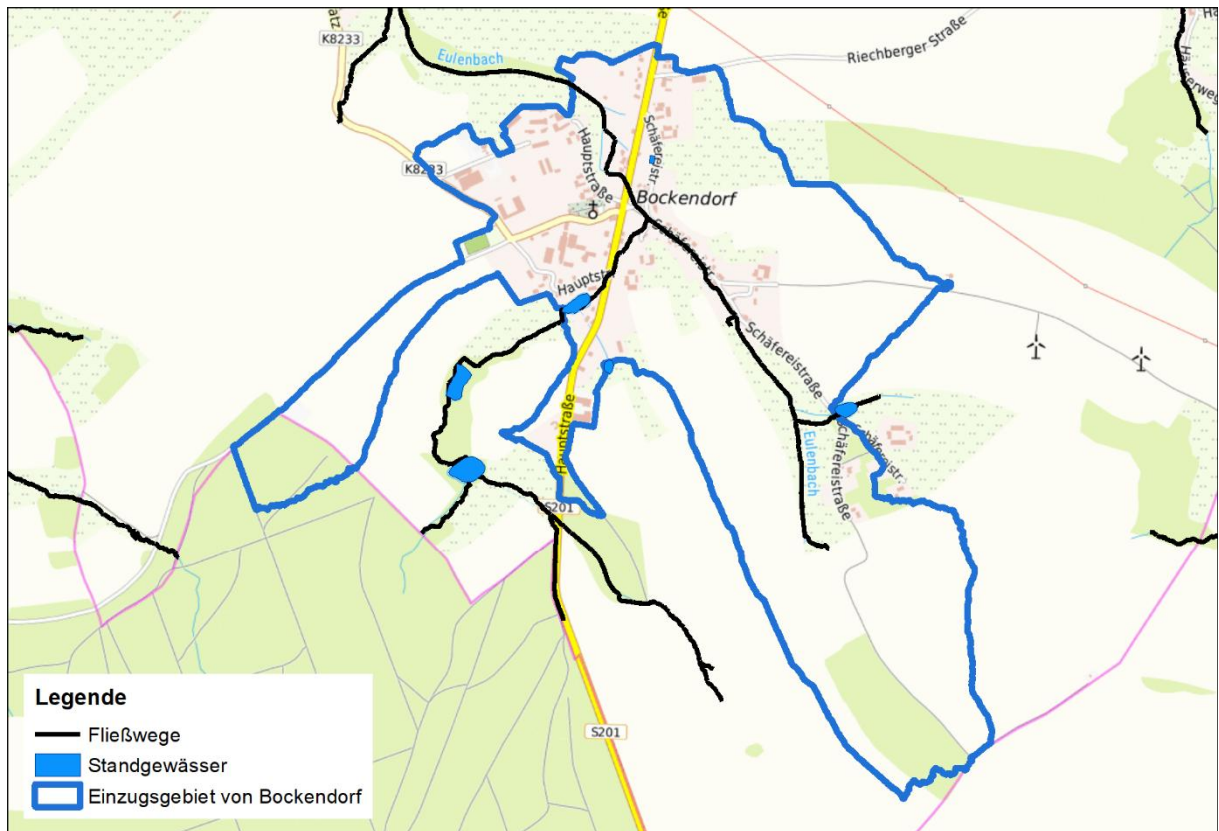 K8233
Eulenbach
Riechberger Straße
K8233
Hauptstraße
Schäfereistr.
Bockendorf
Schäfereistr.
Hauptstr.
Schäfereistraße
Hauptstraße
Eulenbach
Schäfereistraße
Schäfereistr.
S201
S201
Legende
Fließwege
Standgewässer
Einzugsgebiet von Bockendorf